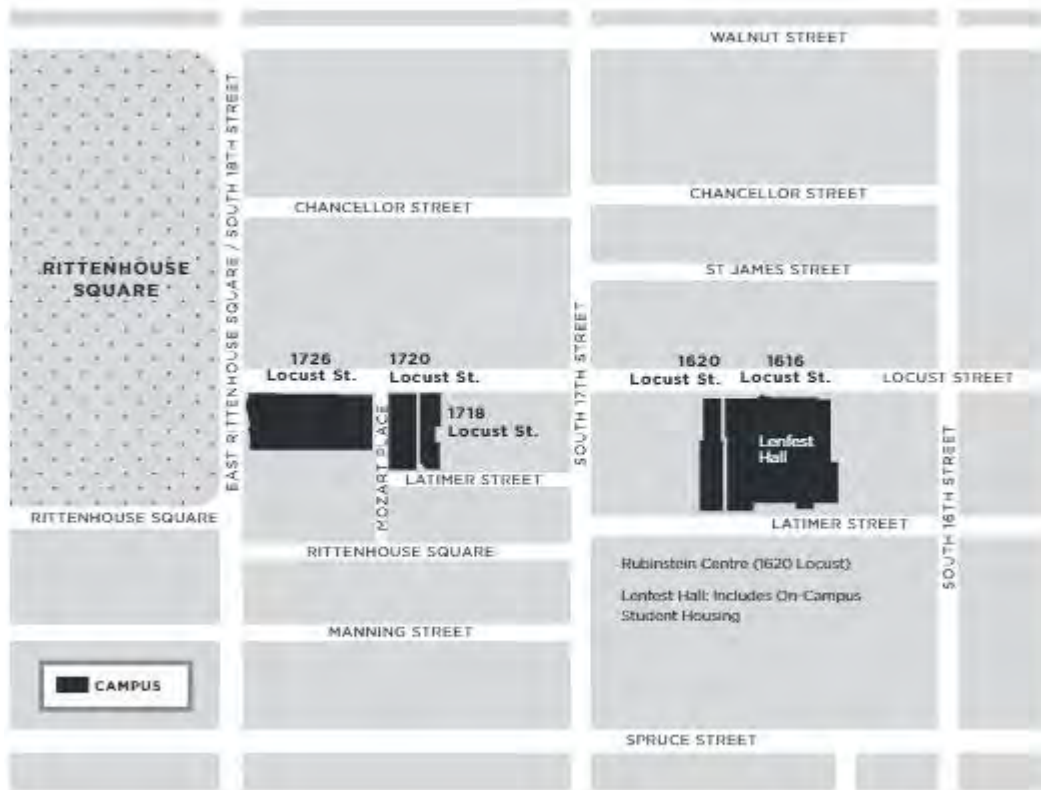 WALNUT STREET
EAST RITTENHOUSE SQUARE / SOUTH 18TH STREET
CHANCELLOR STREET
CHANCELLOR STREET
RITTENHOUSE
SQUARE
ST JAMES STREET
SOUTH 17TH STREET
1726
Locust St.
1720
Locust St.
1620
Locust St.
1616
Locust St.
LOCUST STREET
MOZART PLACE
1718
Locust St.
Lenfest
Hall
SOUTH 16TH STREET
LATIMER STREET
RITTENHOUSE SQUARE
LATIMER STREET
RITTENHOUSE SQUARE
Rubinstein Centre (1620 Locust)
Lenfest Hall: Includes On-Campus
Student Housing
MANNING STREET
CAMPUS
SPRUCE STREET